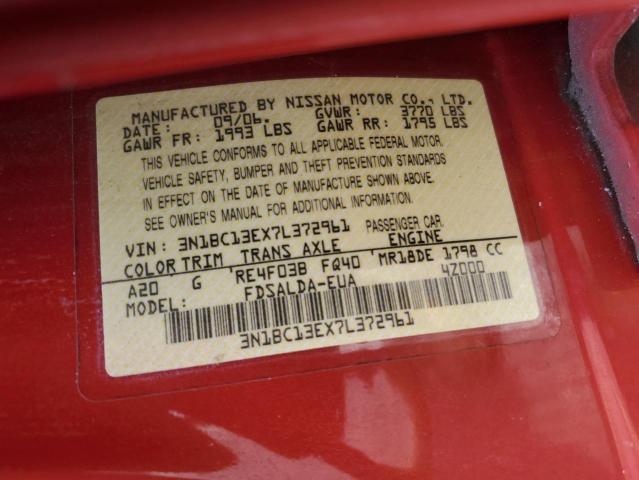 MANUFACTURED BY NISSAN MOTOR CO., LTD.
DATE: 09/06. GVWR: 3770 LBS
GAWR FR: 1993 LBS GAWR RR: 1795 LBS
THIS VEHICLE CONFORMS TO ALL APPLICABLE FEDERAL MOTOR
VEHICLE SAFETY, BUMPER AND THEFT PREVENTION STANDARDS
IN EFFECT ON THE DATE OF MANUFACTURE SHOWN ABOVE.
SEE OWNER'S MANUAL FOR ADDITIONAL INFORMATION.
VIN: 3N1BC13EX7L372961 PASSENGER CAR
COLOR TRIM TRANS AXLE ENGINE
A20 G RE4F03B FQ40 MR18DE 1798 CC
MODEL: FDSALDA-EUA 42000
3N1BC13EX7L372961